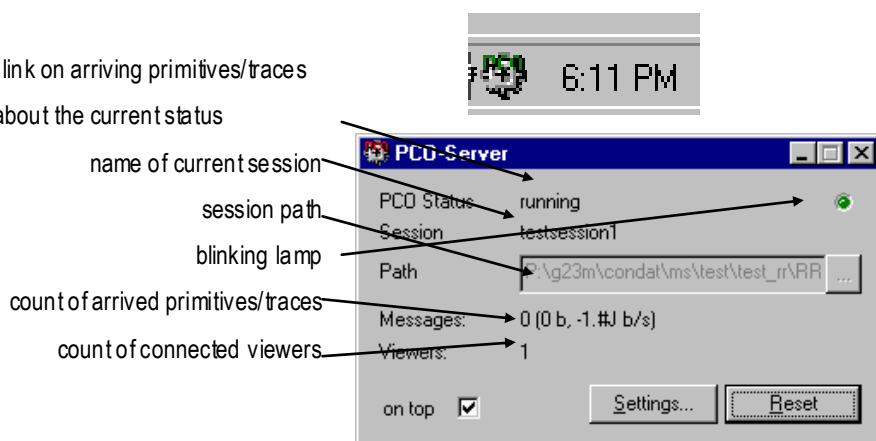 PCO
6:11 PM
link on arriving primitives/traces
about the current status
name of current session
session path
blinking lamp
count of arrived primitives/traces
count of connected viewers
PCO-Server
PCO Status running
Session testsession1
Path P:\g23m\condat\ms\test\test_rr\RR ...
Messages: 0 (0 b, -1.#J b/s)
Viewers: 1
on top Settings... Reset